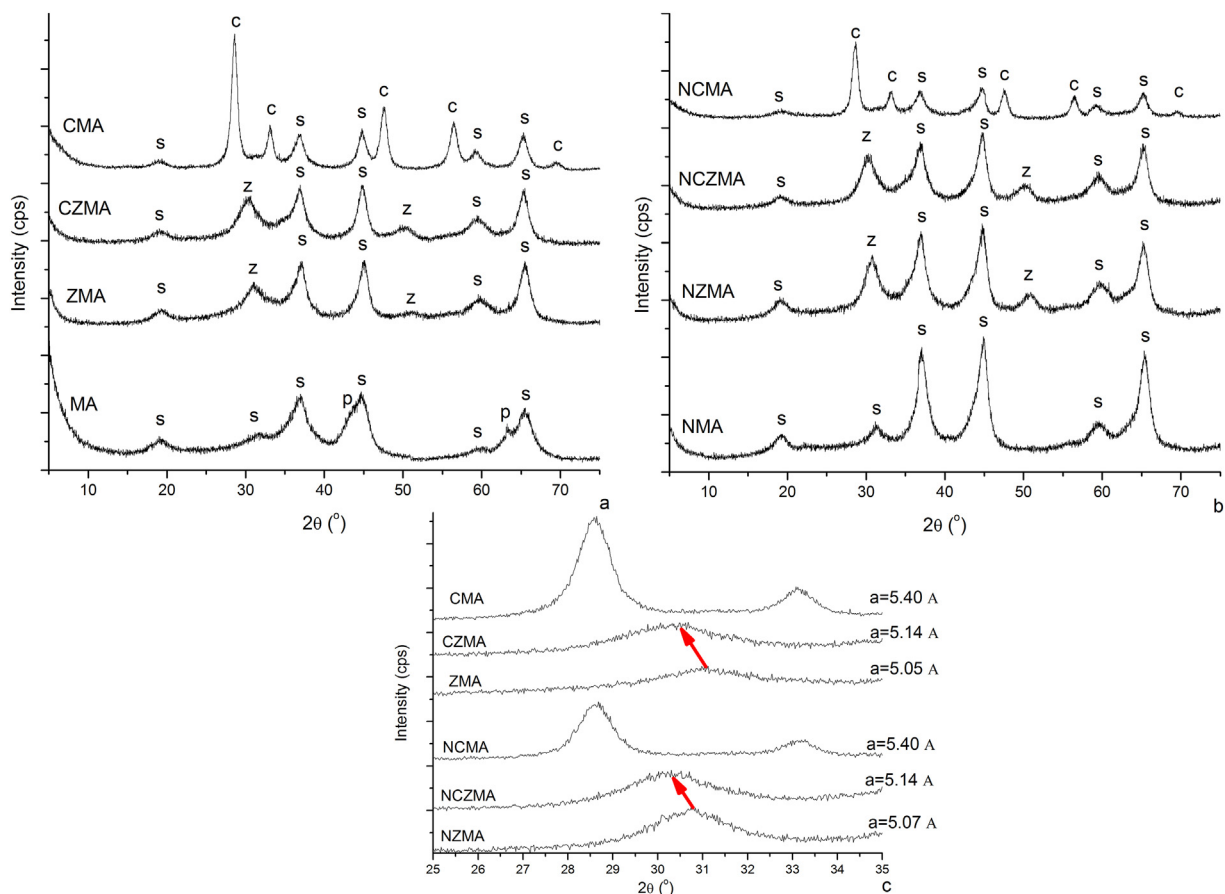 c
c
c
c
c
s
s
s
s
s
CMA
z
z
s
s
s
s
s
CZMA
z
z
s
s
s
s
s
ZMA
p
p
s
s
s
s
s
s
MA
Intensity (cps)
10 20 30 40 50 60 70
2θ (°)
a
c
c
c
c
c
s
s
s
s
s
NCMA
z
z
s
s
s
s
s
NCZMA
z
z
s
s
s
s
s
NZMA
s
s
s
s
s
s
NMA
Intensity (cps)
10 20 30 40 50 60 70
2θ (°)
b
CMA a=5.40 A
CZMA a=5.14 A
ZMA a=5.05 A
NCMA a=5.40 A
NCZMA a=5.14 A
NZMA a=5.07 A
Intensity (cps)
25 26 27 28 29 30 31 32 33 34 35
2θ (°)
c